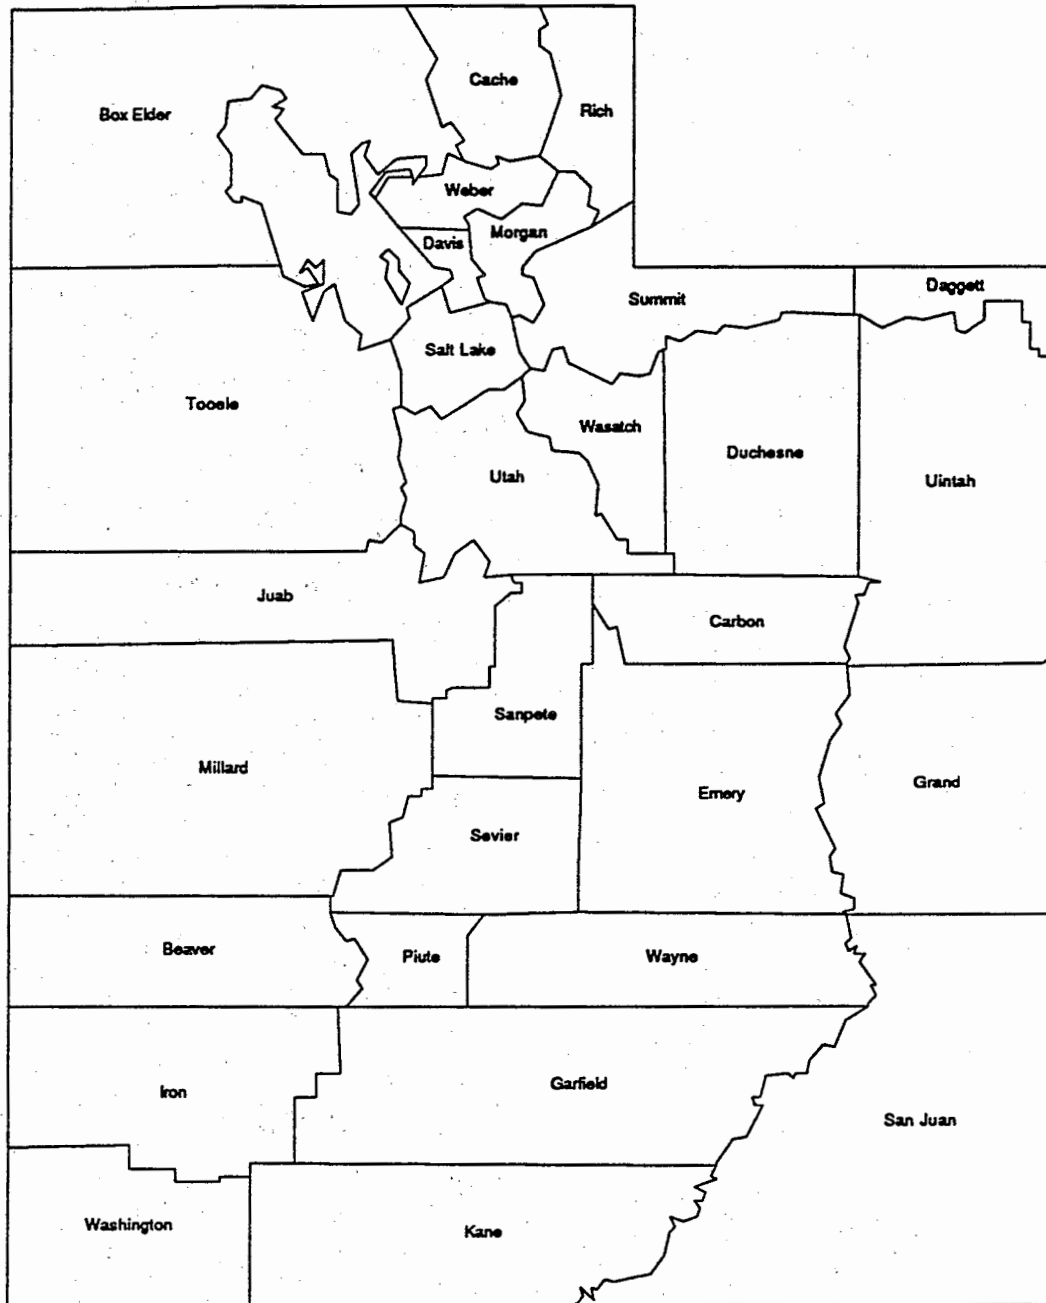 Cache
Box Elder
Rich
Weber
Morgan
Davis
Daggett
Summit
Salt Lake
Tooele
Wasatch
Duchesne
Utah
Uintah
Juab
Carbon
Sanpete
Millard
Grand
Emery
Sevier
Beaver
Piute
Wayne
Garfield
Iron
San Juan
Washington
Kane